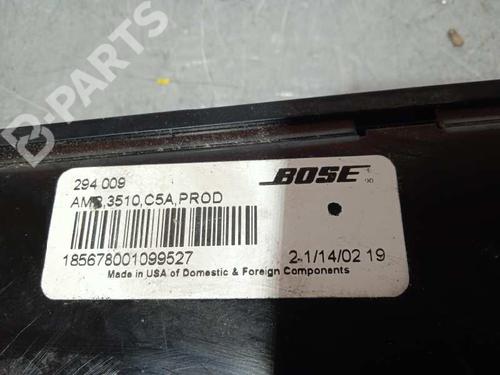 B-PARTS
294 009
BOSE
AMP,3510,C5A,PROD
185678001099527
2-1/14/02 19
Made in USA of Domestic & Foreign Components